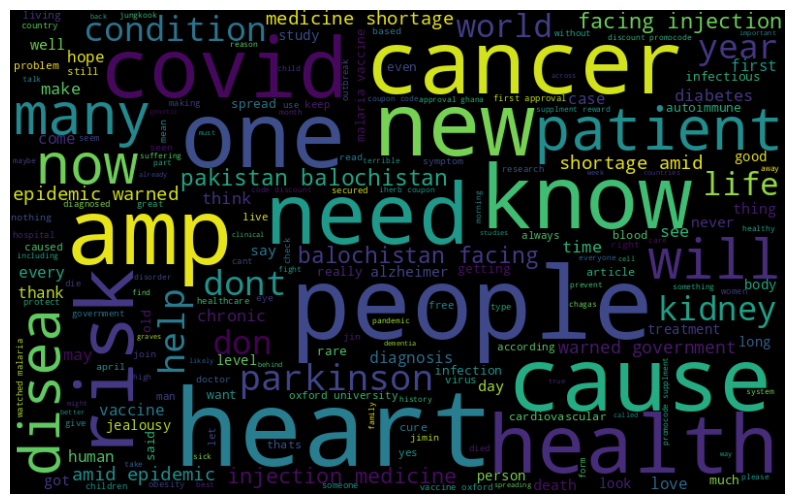 back jungkook
medicine shortage
world
facing injection
living
country
condition
study
year
based
without
discount promocode
important
covid
cancer
well
hope
problem
still
even
first
talk
make
reason
child
across
infectious
outbreak
malaria vaccine
coupon code
approval ghana
first approval
supplment reward
many
one
new
patient
making
spread
use
keep
case
diabetes
autoimmune
come
seem
mean
month
must
genetic
now
maybe
already
suffering
part
seen
read
terrible
symptom
shortage amid
good
away
pakistan balochistan
code discount
iherb coupon
research
week
countries
know
life
epidemic warned
diagnosed
great
think
secured
morning
studies
need
nothing
live
never
thing
hospital
including
amp
clinical
cant
check
say
always
blood
see
healthy
caused
balochistan facing
time
right
care
will
every
disorder
dont
fight
really
alzheimer
getting
article
everyone
cell
body
die
find
thank
protect
government
risk
help
healthcare
eye
free
type
prevent
chagas
something
women
kidney
people
disea
old
chronic
don
jin
pandemic
rare
according
treatment
may
join
graves
dementia
level
diagnosis
infection
warned government
long
april
high
likely
behind
parkinson
virus
day
cause
true
system
watched malaria
might
better
give
vaccine
man
doctor
want
oxford university
history
cardiovascular
family
called
promocode supplment
jealousy
said
let
thats
cure
jimin
yes
heart
health
human
take
sick
died
form
way
amid epidemic
person
look
love
much
please
got
children
obesity
best
injection medicine
someone
vaccine oxford
spreading
death